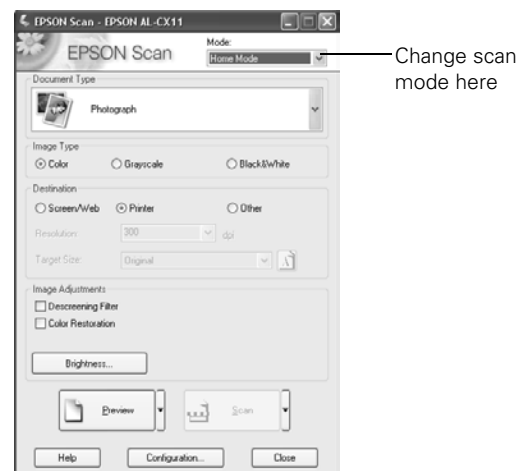 EPSON Scan - EPSON AL-CX11
EPSON Scan
Mode:
Home Mode
Change scan
mode here
Document Type
Photograph
Image Type
Color Grayscale Black&White
Destination
Screen/Web Printer Other
Resolution: 300 dpi
Target Size: Original
Image Adjustments
Descreening Filter
Color Restoration
Brightness...
Preview Scan
Help Configuration... Close